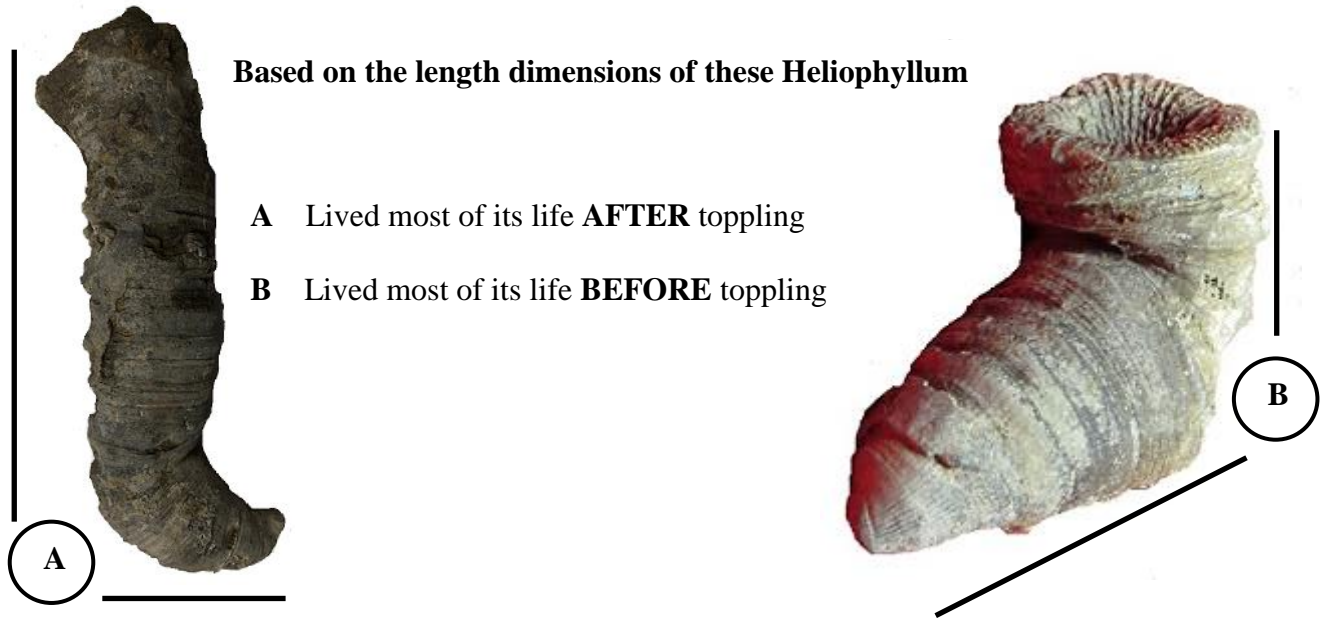 Based on the length dimensions of these Heliophyllum
A Lived most of its life AFTER toppling
B Lived most of its life BEFORE toppling
B
A